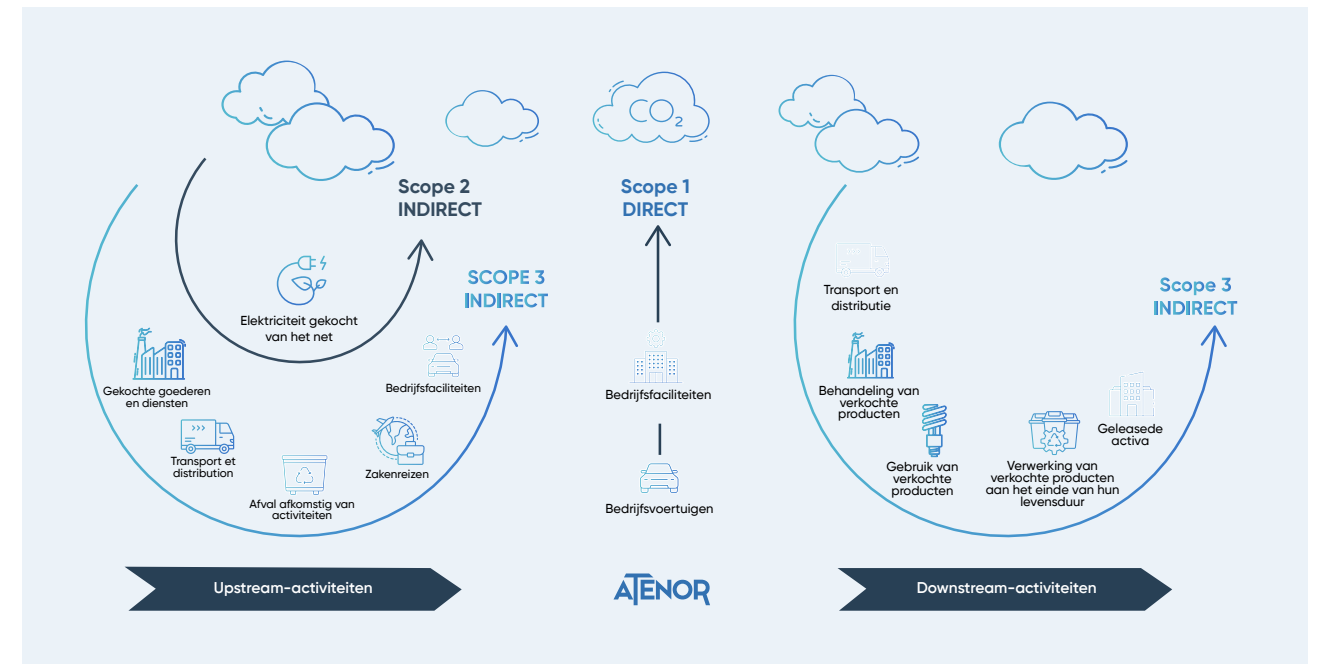 CO2
Scope 2
INDIRECT
Scope 1
DIRECT
SCOPE 3
INDIRECT
Scope 3
INDIRECT
Elektriciteit gekocht
van het net
Gekochte goederen
en diensten
Transport et
distribution
Afval afkomstig van
activiteiten
Zakenreizen
Bedrijfsfaciliteiten
Bedrijfsfaciliteiten
Bedrijfsvoertuigen
Transport en
distributie
Behandeling van
verkochte
producten
Gebruik van
verkochte
producten
Verwerking van
verkochte producten
aan het einde van hun
levensduur
Geleasede
activa
Upstream-activiteiten
ATENOR
Downstream-activiteiten